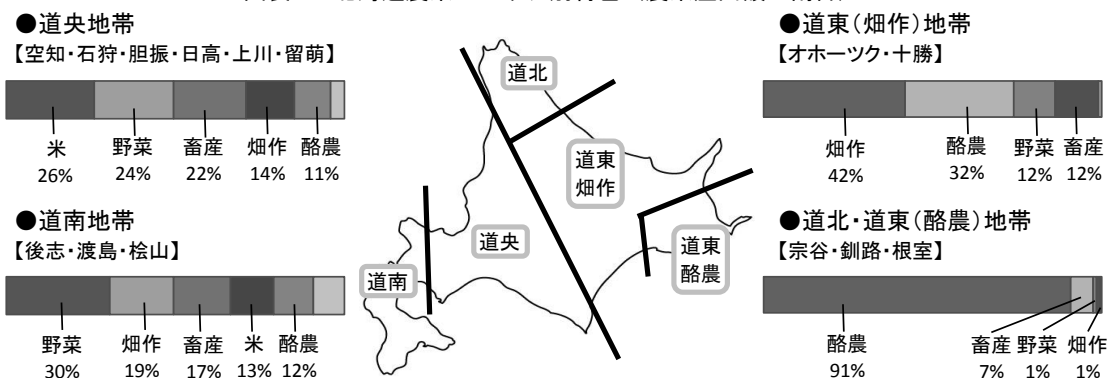 ●道央地帯
【空知・石狩・胆振・日高・上川・留萌】
米 野菜 畜産 畑作 酪農
26% 24% 22% 14% 11%
●道南地帯
【後志・渡島・桧山】
野菜 畑作 畜産 米 酪農
30% 19% 17% 13% 12%
道北
道東
畑作
道央
道東
酪農
道南
●道東(畑作)地帯
【オホーツク・十勝】
畑作 酪農 野菜 畜産
42% 32% 12% 12%
●道北・道東(酪農)地帯
【宗谷・釧路・根室】
酪農 畜産 野菜 畑作
91% 7% 1% 1%